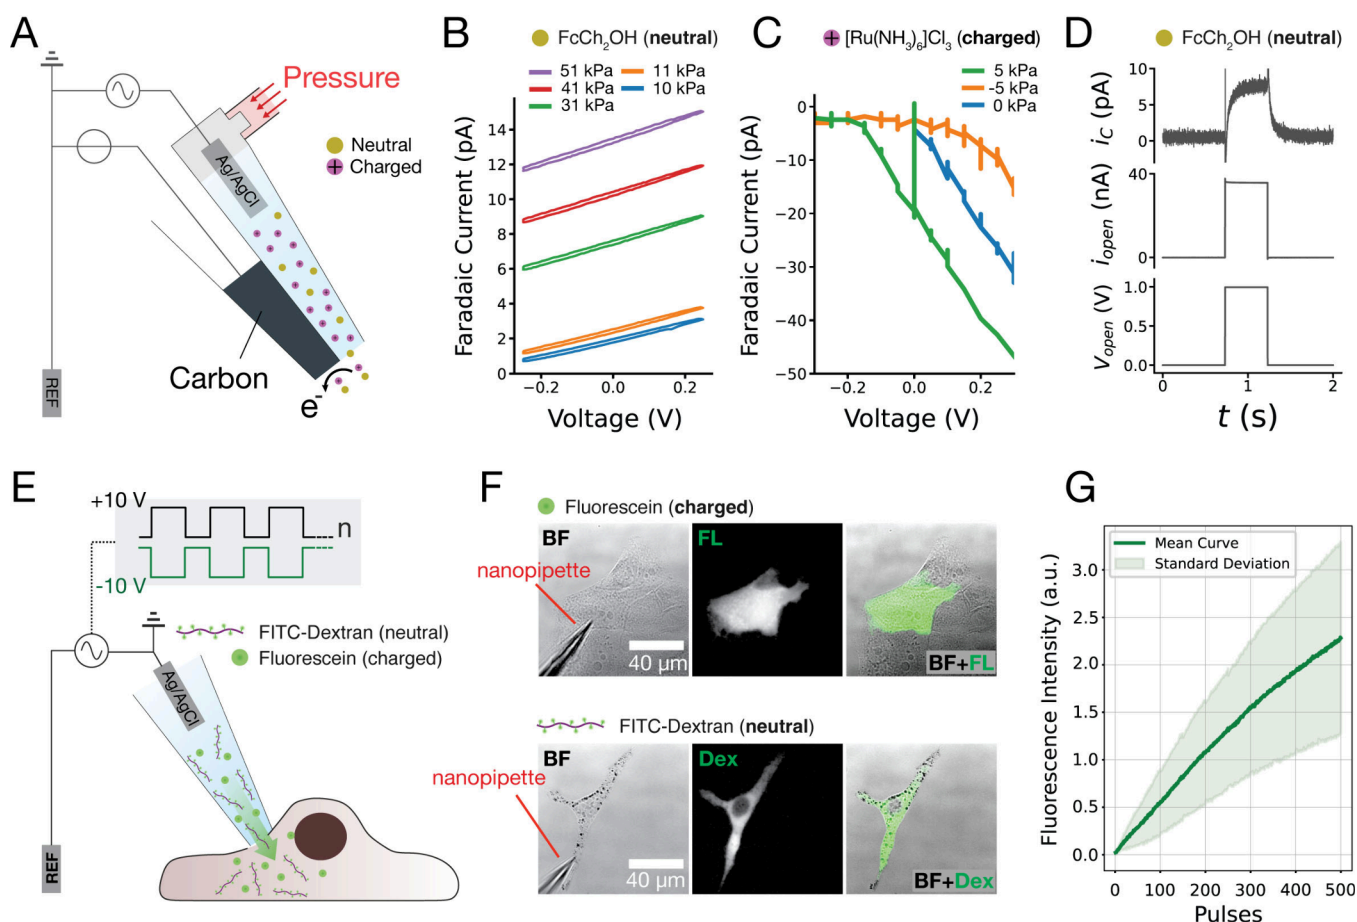 A
Pressure
Neutral
+ Charged
Ag/AgCl
Carbon
e-
REF
B
FcCh2OH (neutral)
51 kPa
41 kPa
31 kPa
11 kPa
10 kPa
Faradaic Current (pA)
14
12
10
8
6
4
2
0
−0.2
0.0
0.2
Voltage (V)
C
+ [Ru(NH3)6]Cl3 (charged)
5 kPa
-5 kPa
0 kPa
Faradaic Current (pA)
0
−10
−20
−30
−40
−50
−0.2
0.0
0.2
Voltage (V)
D
FcCh2OH (neutral)
iC (pA)
10
5
0
iopen (nA)
40
0
Vopen (V)
1.0
0.5
0.0
0
1
2
t (s)
E
+10 V
-10 V
n
FITC-Dextran (neutral)
Fluorescein (charged)
Ag/AgCl
REF
F
Fluorescein (charged)
BF
nanopipette
40 µm
FL
BF+FL
FITC-Dextran (neutral)
BF
nanopipette
40 µm
Dex
BF+Dex
G
Mean Curve
Standard Deviation
Fluorescence Intensity (a.u.)
3.0
2.5
2.0
1.5
1.0
0.5
0.0
0
100
200
300
400
500
Pulses